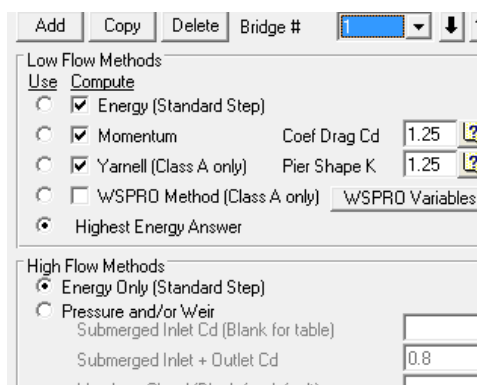 Add Copy Delete Bridge # 1
Low Flow Methods
Use Compute
Energy (Standard Step)
Momentum Coef Drag Cd 1.25 ?
Yarnell (Class A only) Pier Shape K 1.25 ?
WSPRO Method (Class A only) WSPRO Variables
Highest Energy Answer
High Flow Methods
Energy Only (Standard Step)
Pressure and/or Weir
Submerged Inlet Cd (Blank for table)
Submerged Inlet + Outlet Cd 0.8